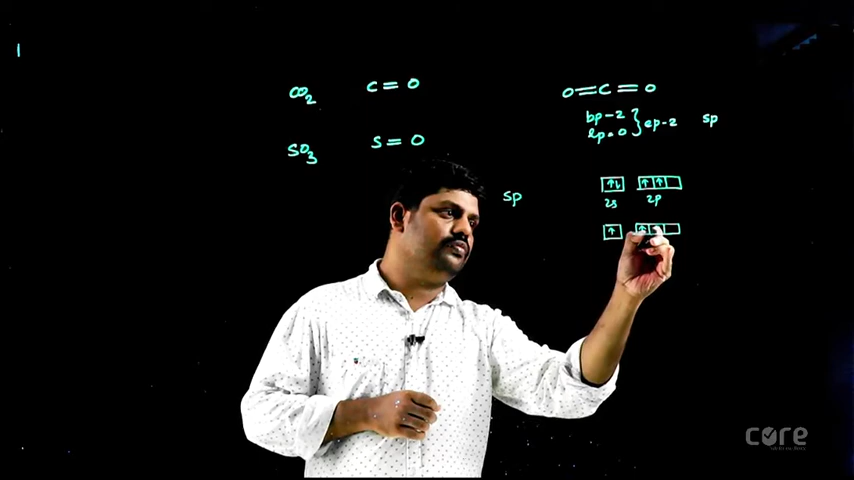 1
CO2 C = O O=C=O
bp-2
lp.0 } ep-2 sp
SO3 S = O
sp
2s 2p
core